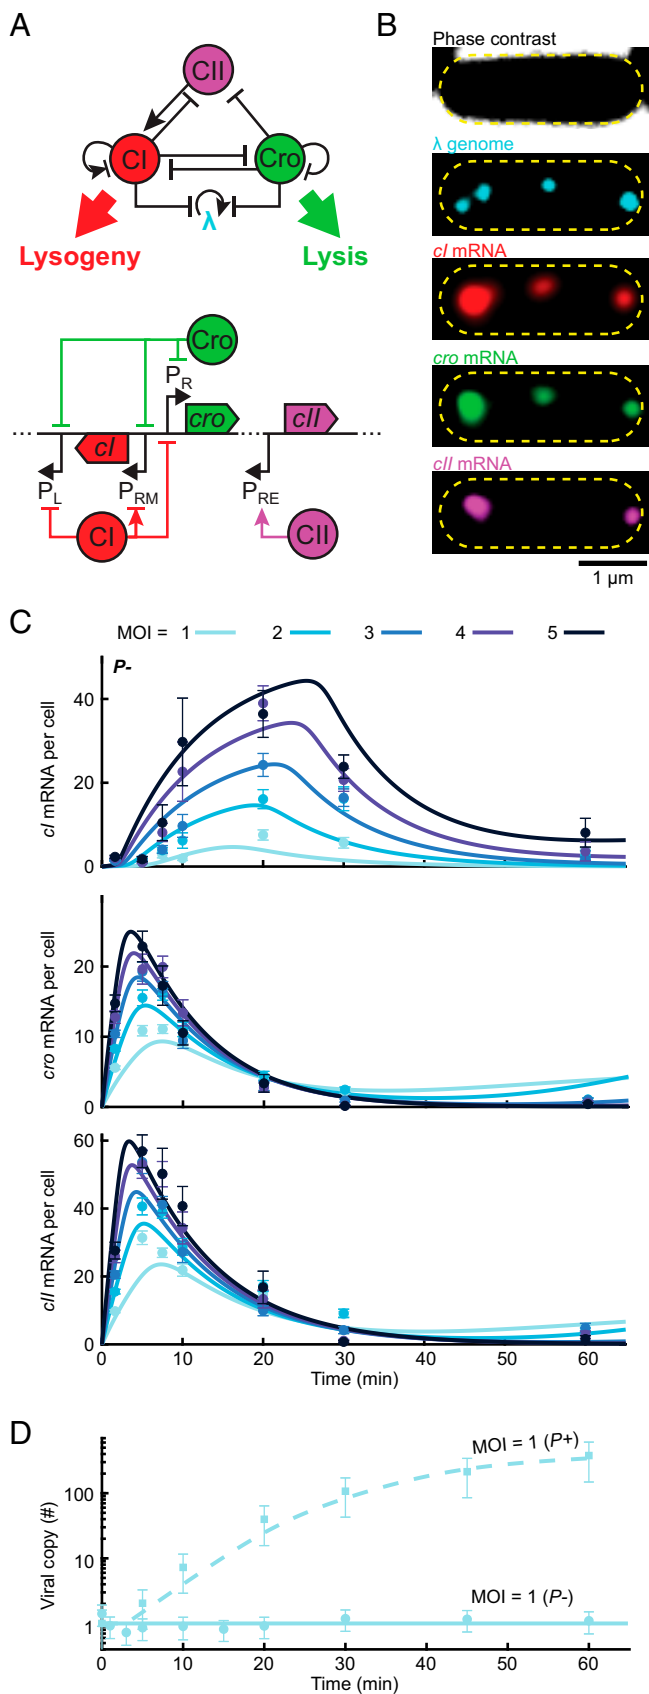 A
CII
CI
Cro
λ
Lysogeny
Lysis
Cro
PR
cro
cII
cI
PL
PRM
PRE
CI
CII
B
Phase contrast
λ genome
cI mRNA
cro mRNA
cII mRNA
1 μm
C
MOI = 1 2 3 4 5
P-
cI mRNA per cell
40
20
0
cro mRNA per cell
20
10
0
cII mRNA per cell
60
40
20
0
0 10 20 30 40 50 60
Time (min)
D
Viral copy (#)
100
10
1
MOI = 1 (P+)
MOI = 1 (P-)
0 10 20 30 40 50 60
Time (min)